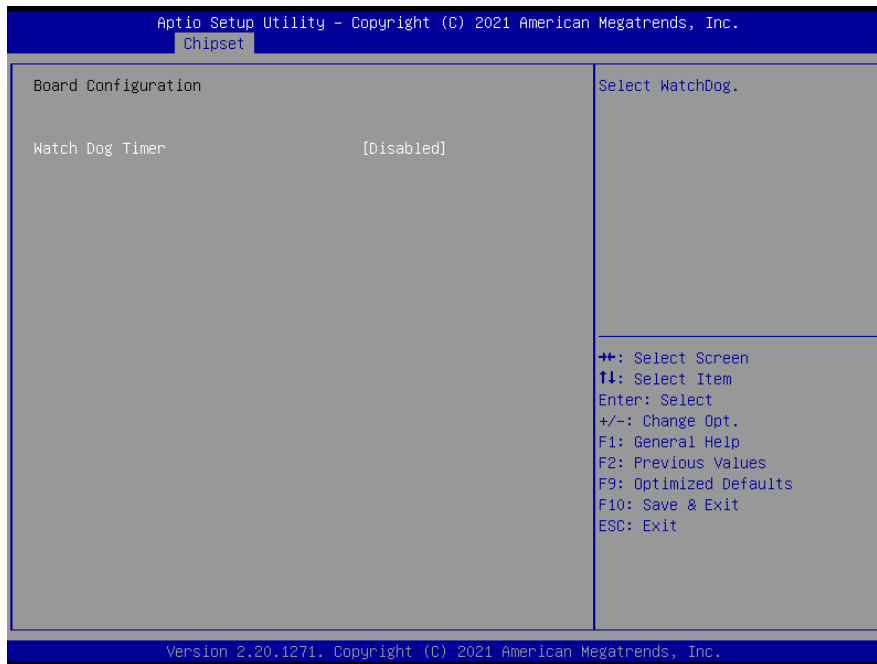 Aptio Setup Utility – Copyright (C) 2021 American Megatrends, Inc.
Chipset
Board Configuration
Watch Dog Timer [Disabled]
Select WatchDog.
→←: Select Screen
↑↓: Select Item
Enter: Select
+/-: Change Opt.
F1: General Help
F2: Previous Values
F9: Optimized Defaults
F10: Save & Exit
ESC: Exit
Version 2.20.1271. Copyright (C) 2021 American Megatrends, Inc.